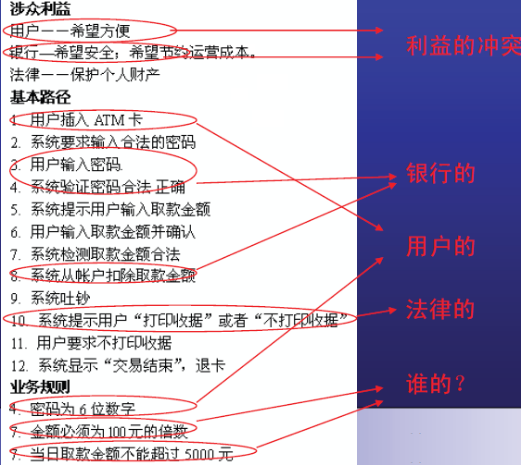 涉众利益
用户——希望方便
银行—希望安全；希望节约运营成本。
法律——保护个人财产
基本路径
1. 用户插入 ATM 卡
2. 系统要求输入合法的密码
3. 用户输入密码.
4. 系统验证密码合法 正确
5. 系统提示用户输入取款金额
6. 用户输入取款金额并确认
7. 系统检测取款金额合法
8. 系统从帐户扣除取款金额
9. 系统吐钞
10. 系统提示用户“打印收据”或者“不打印收据”
11. 用户要求不打印收据
12. 系统显示“交易结束”，退卡
业务规则
4. 密码为 6 位数字
7. 金额必须为 100 元的倍数
7. 当日取款金额不能超过 5000 元
利益的冲突
银行的
用户的
法律的
谁的？